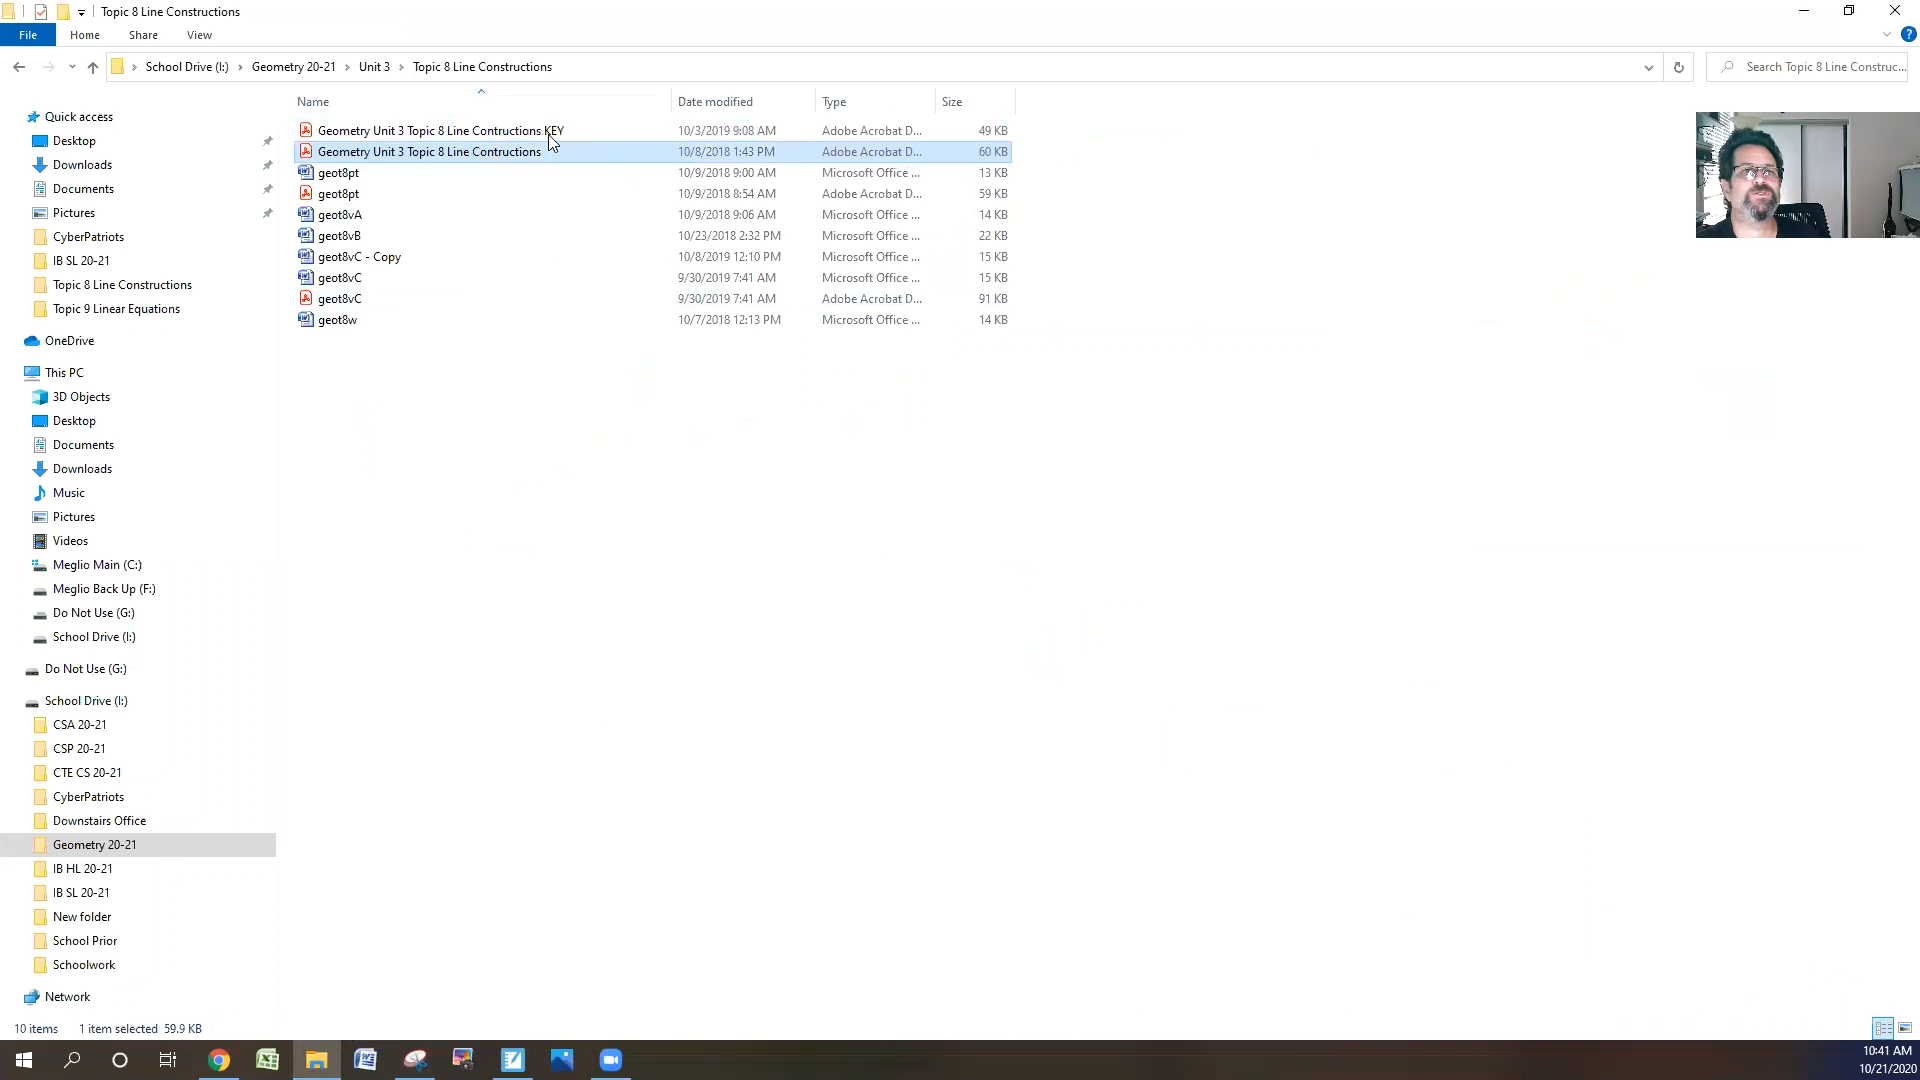 Topic 8 Line Constructions
File Home Share View
School Drive (I:) Geometry 20-21 Unit 3 Topic 8 Line Constructions Search Topic 8 Line Construc...
Name Date modified Type Size
Geometry Unit 3 Topic 8 Line Contructions KEY 10/3/2019 9:08 AM Adobe Acrobat D... 49 KB
Geometry Unit 3 Topic 8 Line Contructions 10/8/2018 1:43 PM Adobe Acrobat D... 60 KB
geot8pt 10/9/2018 9:00 AM Microsoft Office ... 13 KB
geot8pt 10/9/2018 8:54 AM Adobe Acrobat D... 59 KB
geot8vA 10/9/2018 9:06 AM Microsoft Office ... 14 KB
geot8vB 10/23/2018 2:32 PM Microsoft Office ... 22 KB
geot8vC - Copy 10/8/2019 12:10 PM Microsoft Office ... 15 KB
geot8vC 9/30/2019 7:41 AM Microsoft Office ... 15 KB
geot8vC 9/30/2019 7:41 AM Adobe Acrobat D... 91 KB
geot8w 10/7/2018 12:13 PM Microsoft Office ... 14 KB
Quick access
Desktop
Downloads
Documents
Pictures
CyberPatriots
IB SL 20-21
Topic 8 Line Constructions
Topic 9 Linear Equations
OneDrive
This PC
3D Objects
Desktop
Documents
Downloads
Music
Pictures
Videos
Meglio Main (C:)
Meglio Back Up (F:)
Do Not Use (G:)
School Drive (I:)
Do Not Use (G:)
School Drive (I:)
CSA 20-21
CSP 20-21
CTE CS 20-21
CyberPatriots
Downstairs Office
Geometry 20-21
IB HL 20-21
IB SL 20-21
New folder
School Prior
Schoolwork
Network
10 items 1 item selected 59.9 KB
10:41 AM
10/21/2020